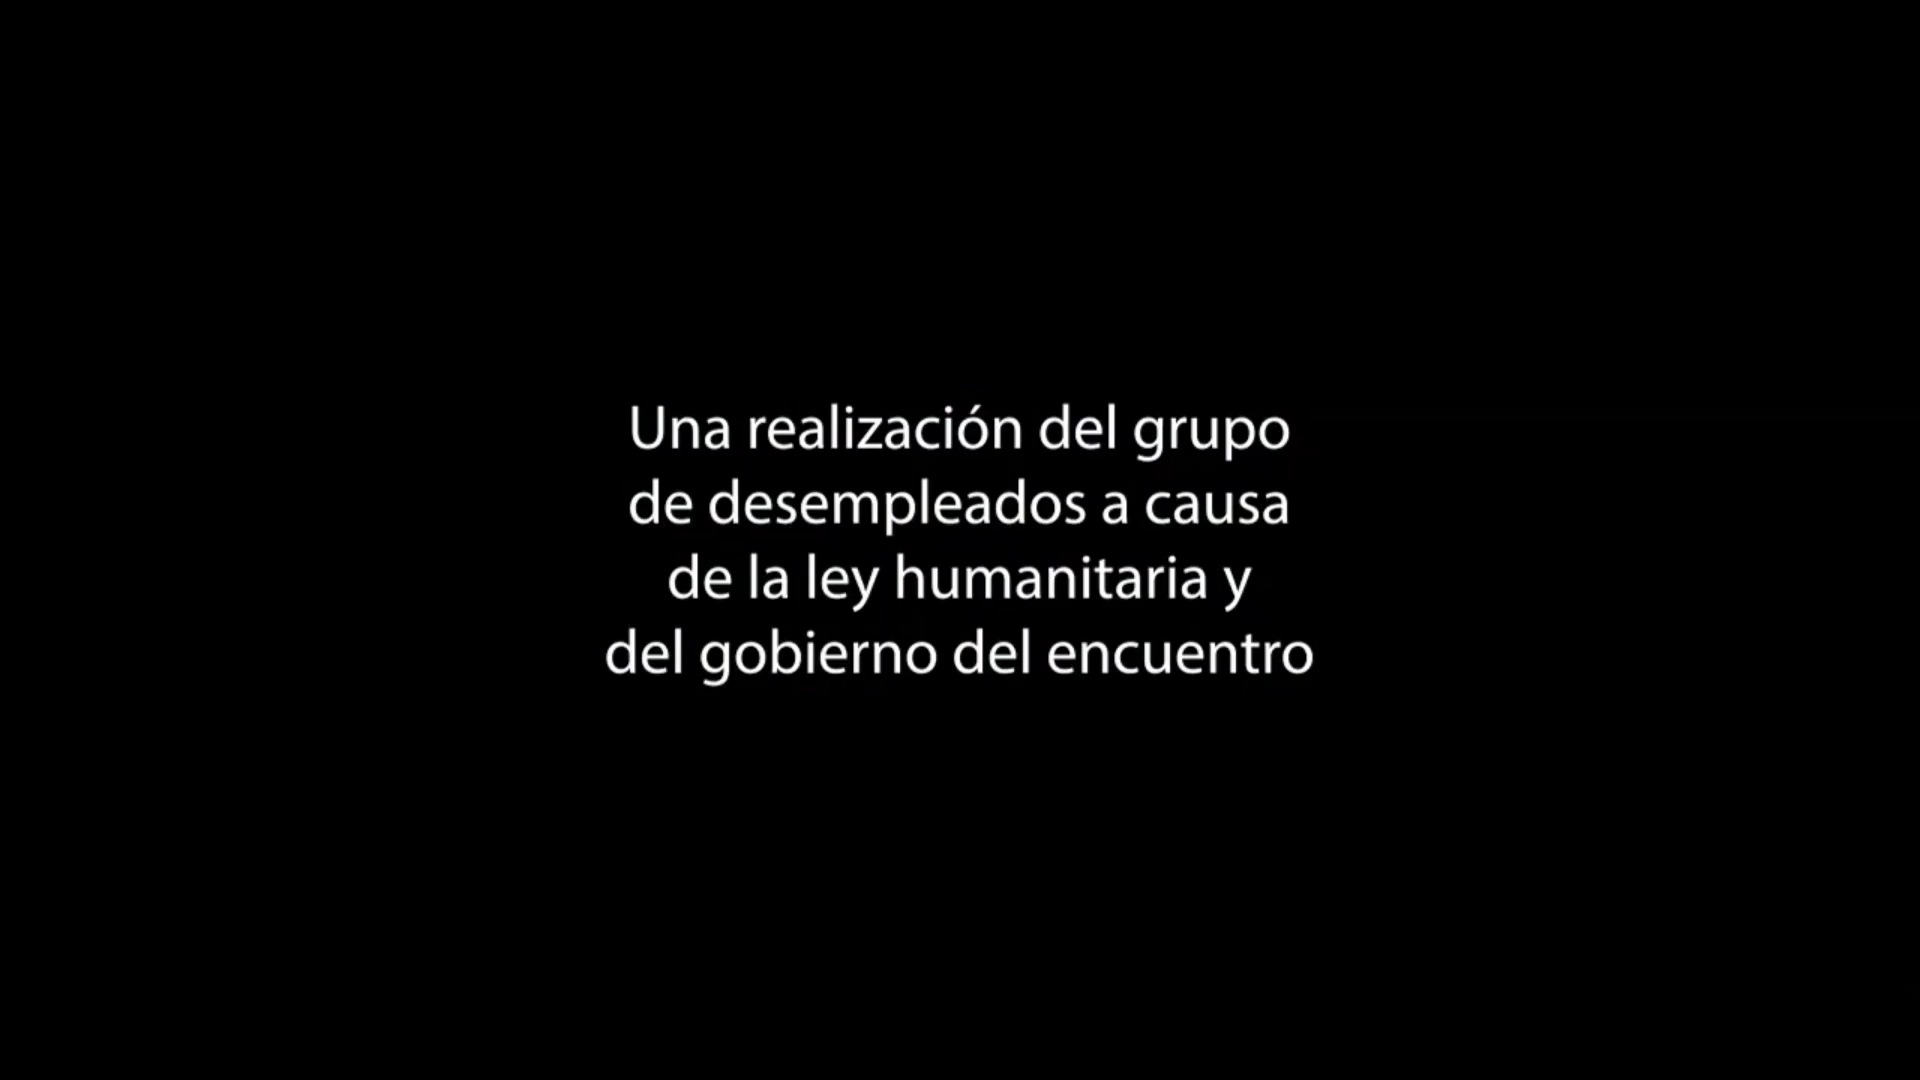 Una realización del grupo
de desempleados a causa
de la ley humanitaria y
del gobierno del encuentro